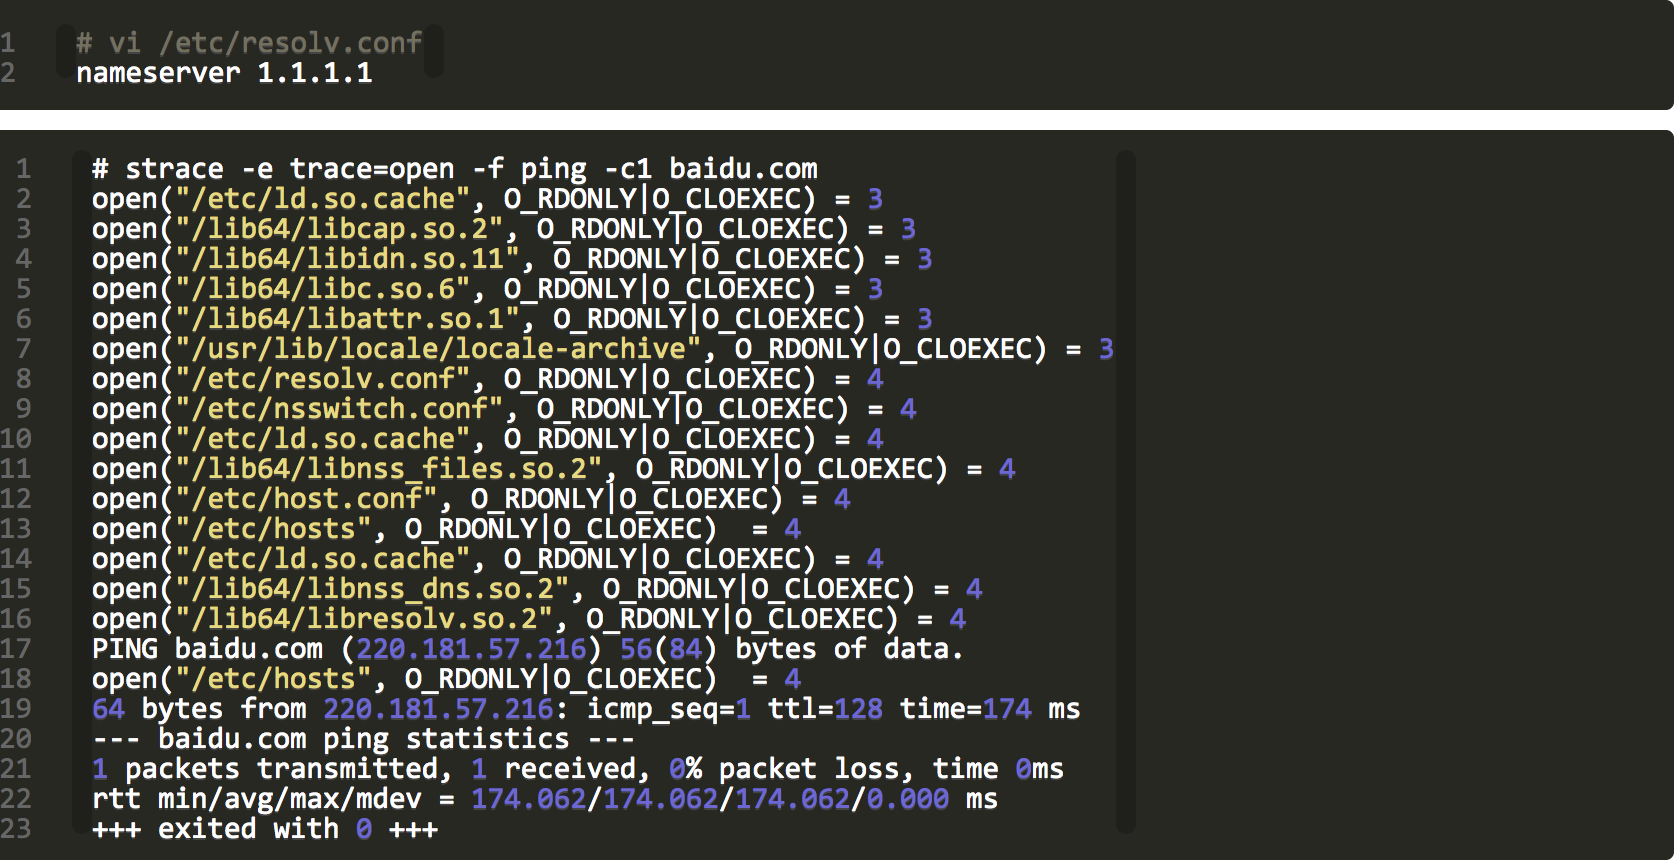 1 # vi /etc/resolv.conf
2 nameserver 1.1.1.1
1 # strace -e trace=open -f ping -c1 baidu.com
2 open("/etc/ld.so.cache", O_RDONLY|O_CLOEXEC) = 3
3 open("/lib64/libcap.so.2", O_RDONLY|O_CLOEXEC) = 3
4 open("/lib64/libidn.so.11", O_RDONLY|O_CLOEXEC) = 3
5 open("/lib64/libc.so.6", O_RDONLY|O_CLOEXEC) = 3
6 open("/lib64/libattr.so.1", O_RDONLY|O_CLOEXEC) = 3
7 open("/usr/lib/locale/locale-archive", O_RDONLY|O_CLOEXEC) = 3
8 open("/etc/resolv.conf", O_RDONLY|O_CLOEXEC) = 4
9 open("/etc/nsswitch.conf", O_RDONLY|O_CLOEXEC) = 4
10 open("/etc/ld.so.cache", O_RDONLY|O_CLOEXEC) = 4
11 open("/lib64/libnss_files.so.2", O_RDONLY|O_CLOEXEC) = 4
12 open("/etc/host.conf", O_RDONLY|O_CLOEXEC) = 4
13 open("/etc/hosts", O_RDONLY|O_CLOEXEC)  = 4
14 open("/etc/ld.so.cache", O_RDONLY|O_CLOEXEC) = 4
15 open("/lib64/libnss_dns.so.2", O_RDONLY|O_CLOEXEC) = 4
16 open("/lib64/libresolv.so.2", O_RDONLY|O_CLOEXEC) = 4
17 PING baidu.com (220.181.57.216) 56(84) bytes of data.
18 open("/etc/hosts", O_RDONLY|O_CLOEXEC)  = 4
19 64 bytes from 220.181.57.216: icmp_seq=1 ttl=128 time=174 ms
20 --- baidu.com ping statistics ---
21 1 packets transmitted, 1 received, 0% packet loss, time 0ms
22 rtt min/avg/max/mdev = 174.062/174.062/174.062/0.000 ms
23 +++ exited with 0 +++